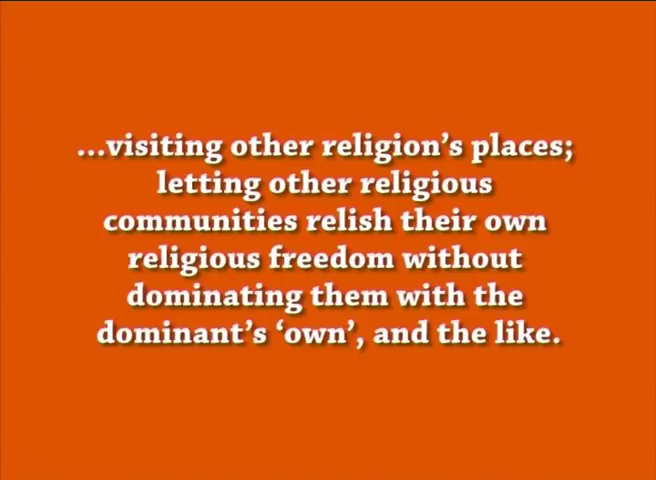 ...visiting other religion’s places;
letting other religious
communities relish their own
religious freedom without
dominating them with the
dominant’s ‘own’, and the like.